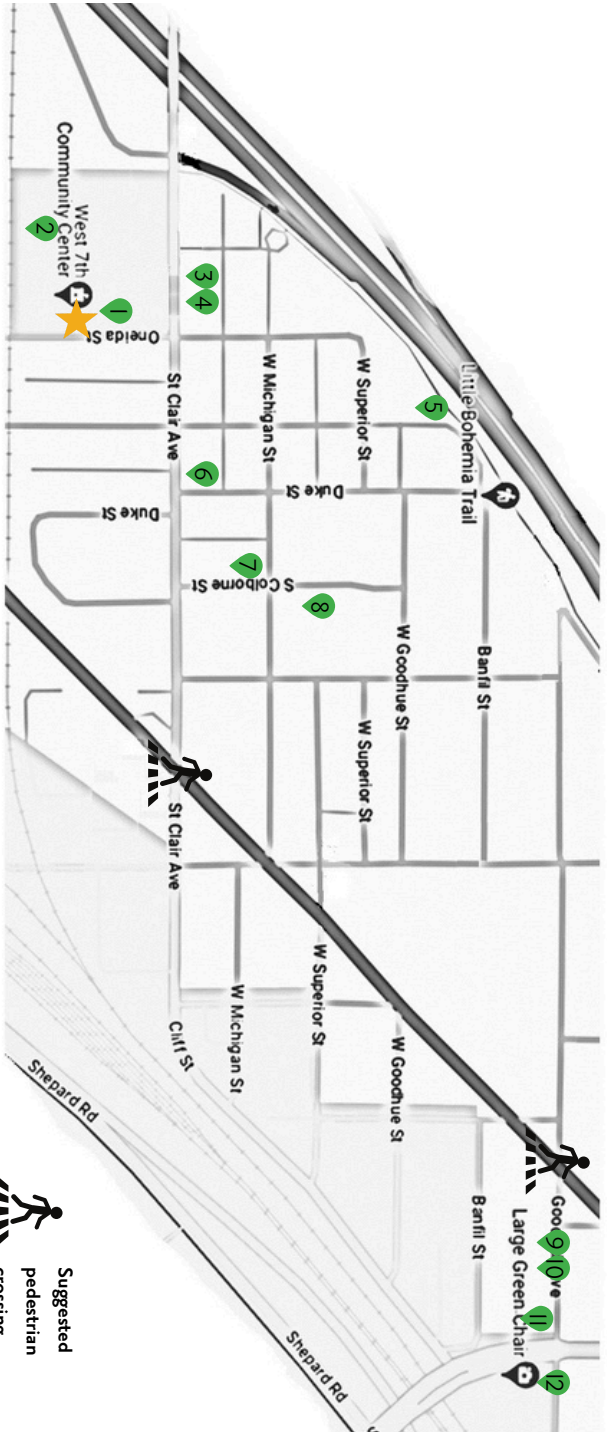 West 7th
Community Center
2
1
3
4
Oneida St
St Clair Ave
W Michigan St
W Superior St
5
Little Bohemia Trail
6
Duke St
Duke St
7
S Colborne St
8
W Goodhue St
Banfil St
W Superior St
St Clair Ave
W Superior St
W Michigan St
Cliff St
W Goodhue St
Shepard Rd
Banfil St
9
10
11
Large Green Chair
12
Shepard Rd
Suggested
pedestrian
crossing